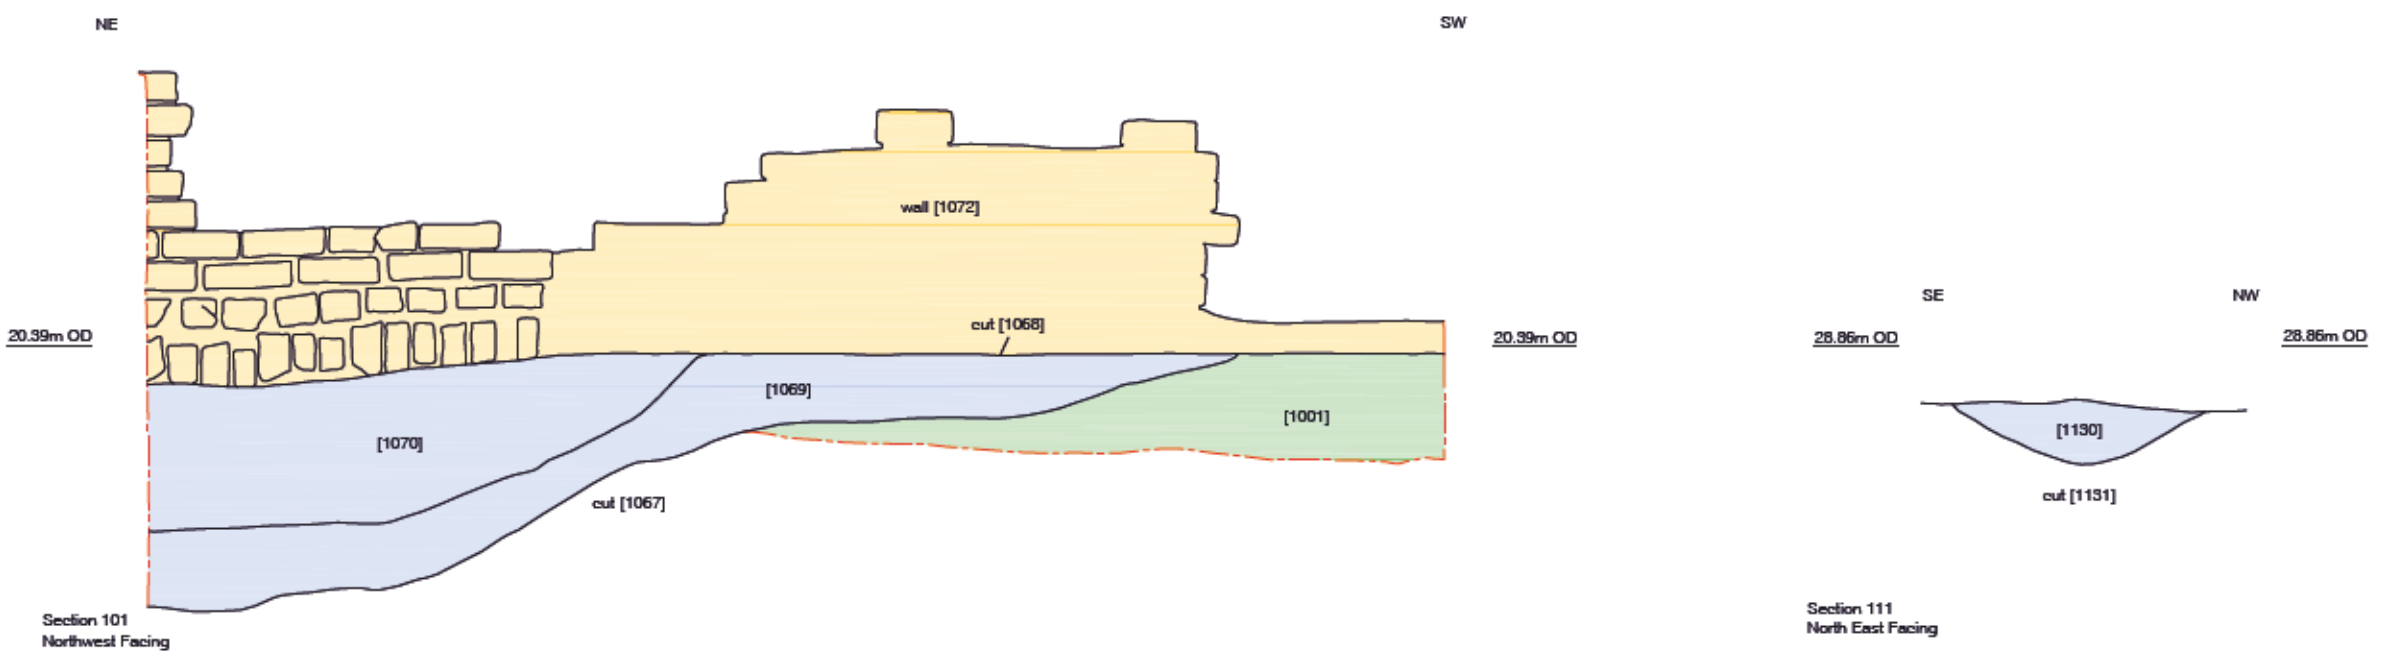 NE
SW
wall [1072]
SE
NW
cut [1068]
20.39m OD
20.39m OD
28.86m OD
28.86m OD
[1069]
[1001]
[1070]
[1130]
cut [1131]
cut [1067]
Section 101
Northwest Facing
Section 111
North East Facing